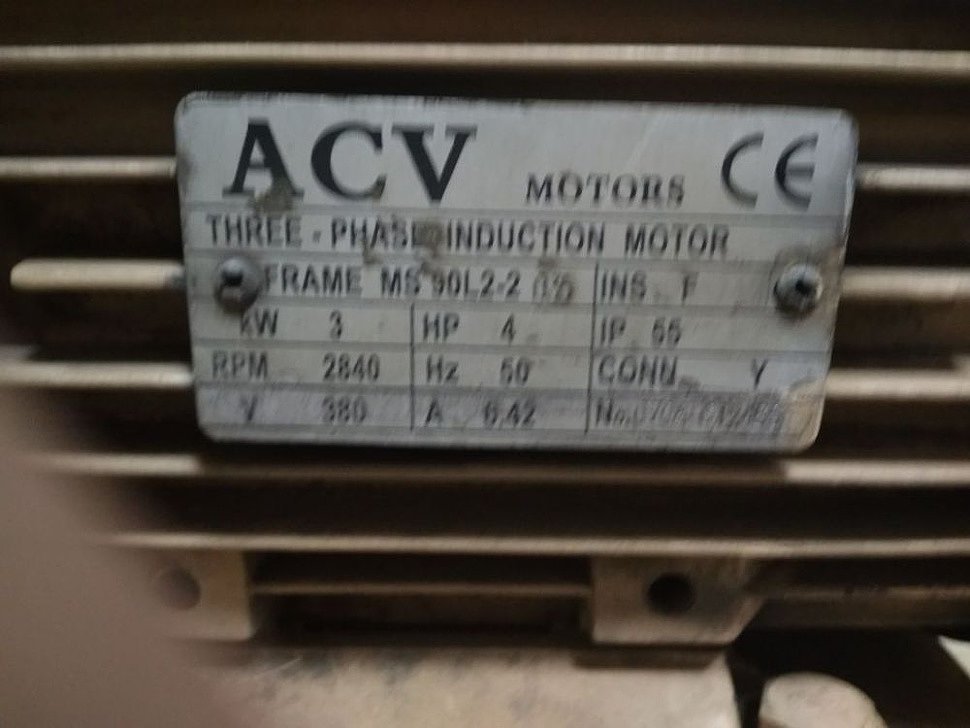 ACV MOTORS CE
THREE - PHASE INDUCTION MOTOR
FRAME MS 90L2-2 INS F
KW 3 HP 4 IP 55
RPM 2840 Hz 50 CONN Y
V 380 A 6.42 No.